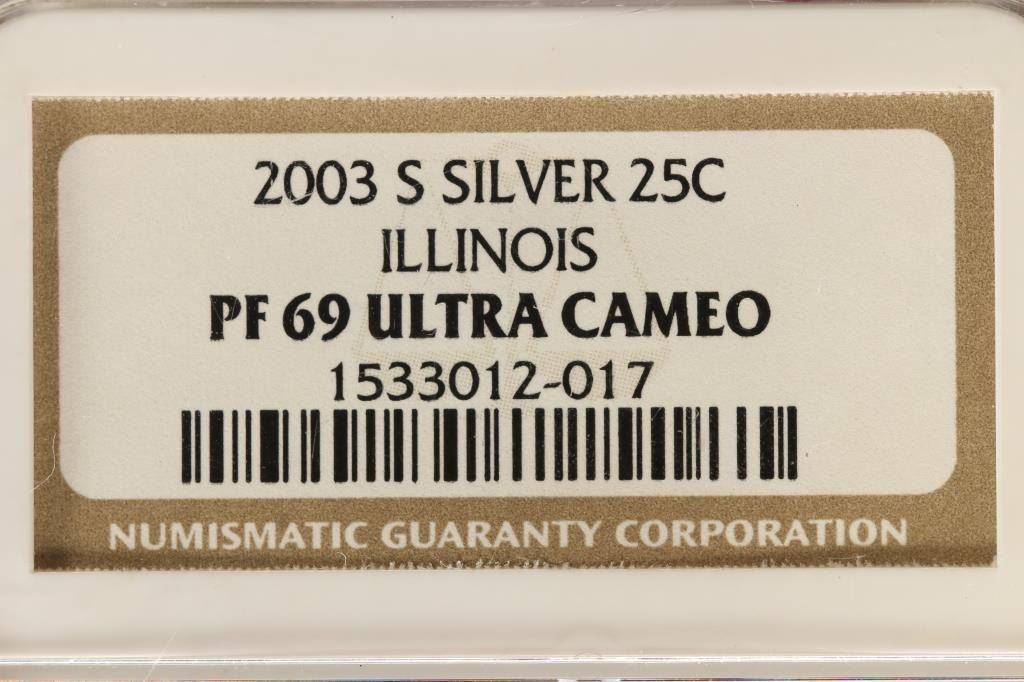 2003 S SILVER 25C
ILLINOIS
PF 69 ULTRA CAMEO
1533012-017
NUMISMATIC GUARANTY CORPORATION